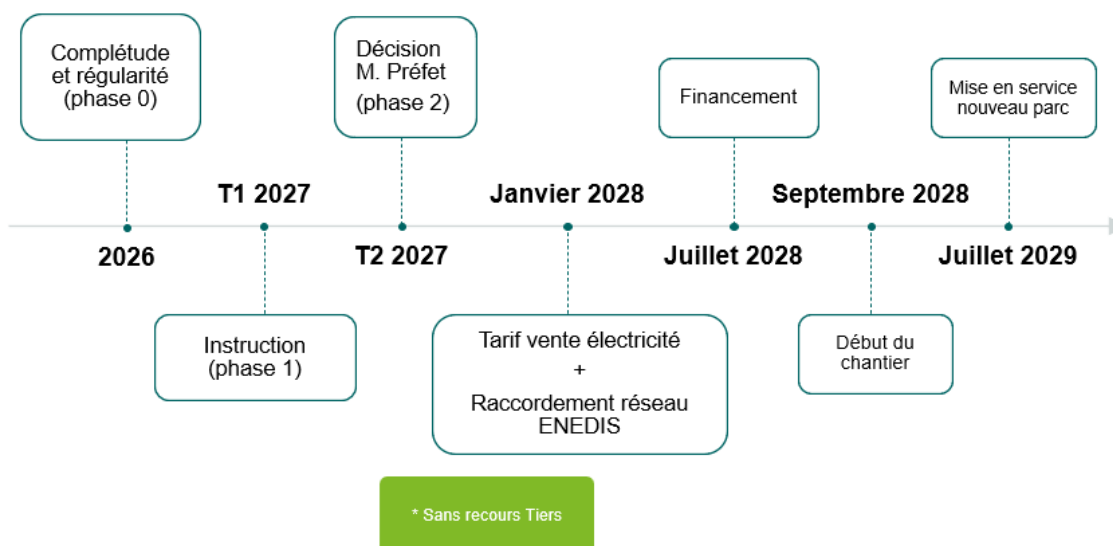 Complétude
et régularité
(phase 0)
Décision
M. Préfet
(phase 2)
Financement
Mise en service
nouveau parc
T1 2027
Janvier 2028
Septembre 2028
2026
T2 2027
Juillet 2028
Juillet 2029
Instruction
(phase 1)
Tarif vente électricité
+
Raccordement réseau
ENEDIS
Début du
chantier
* Sans recours Tiers